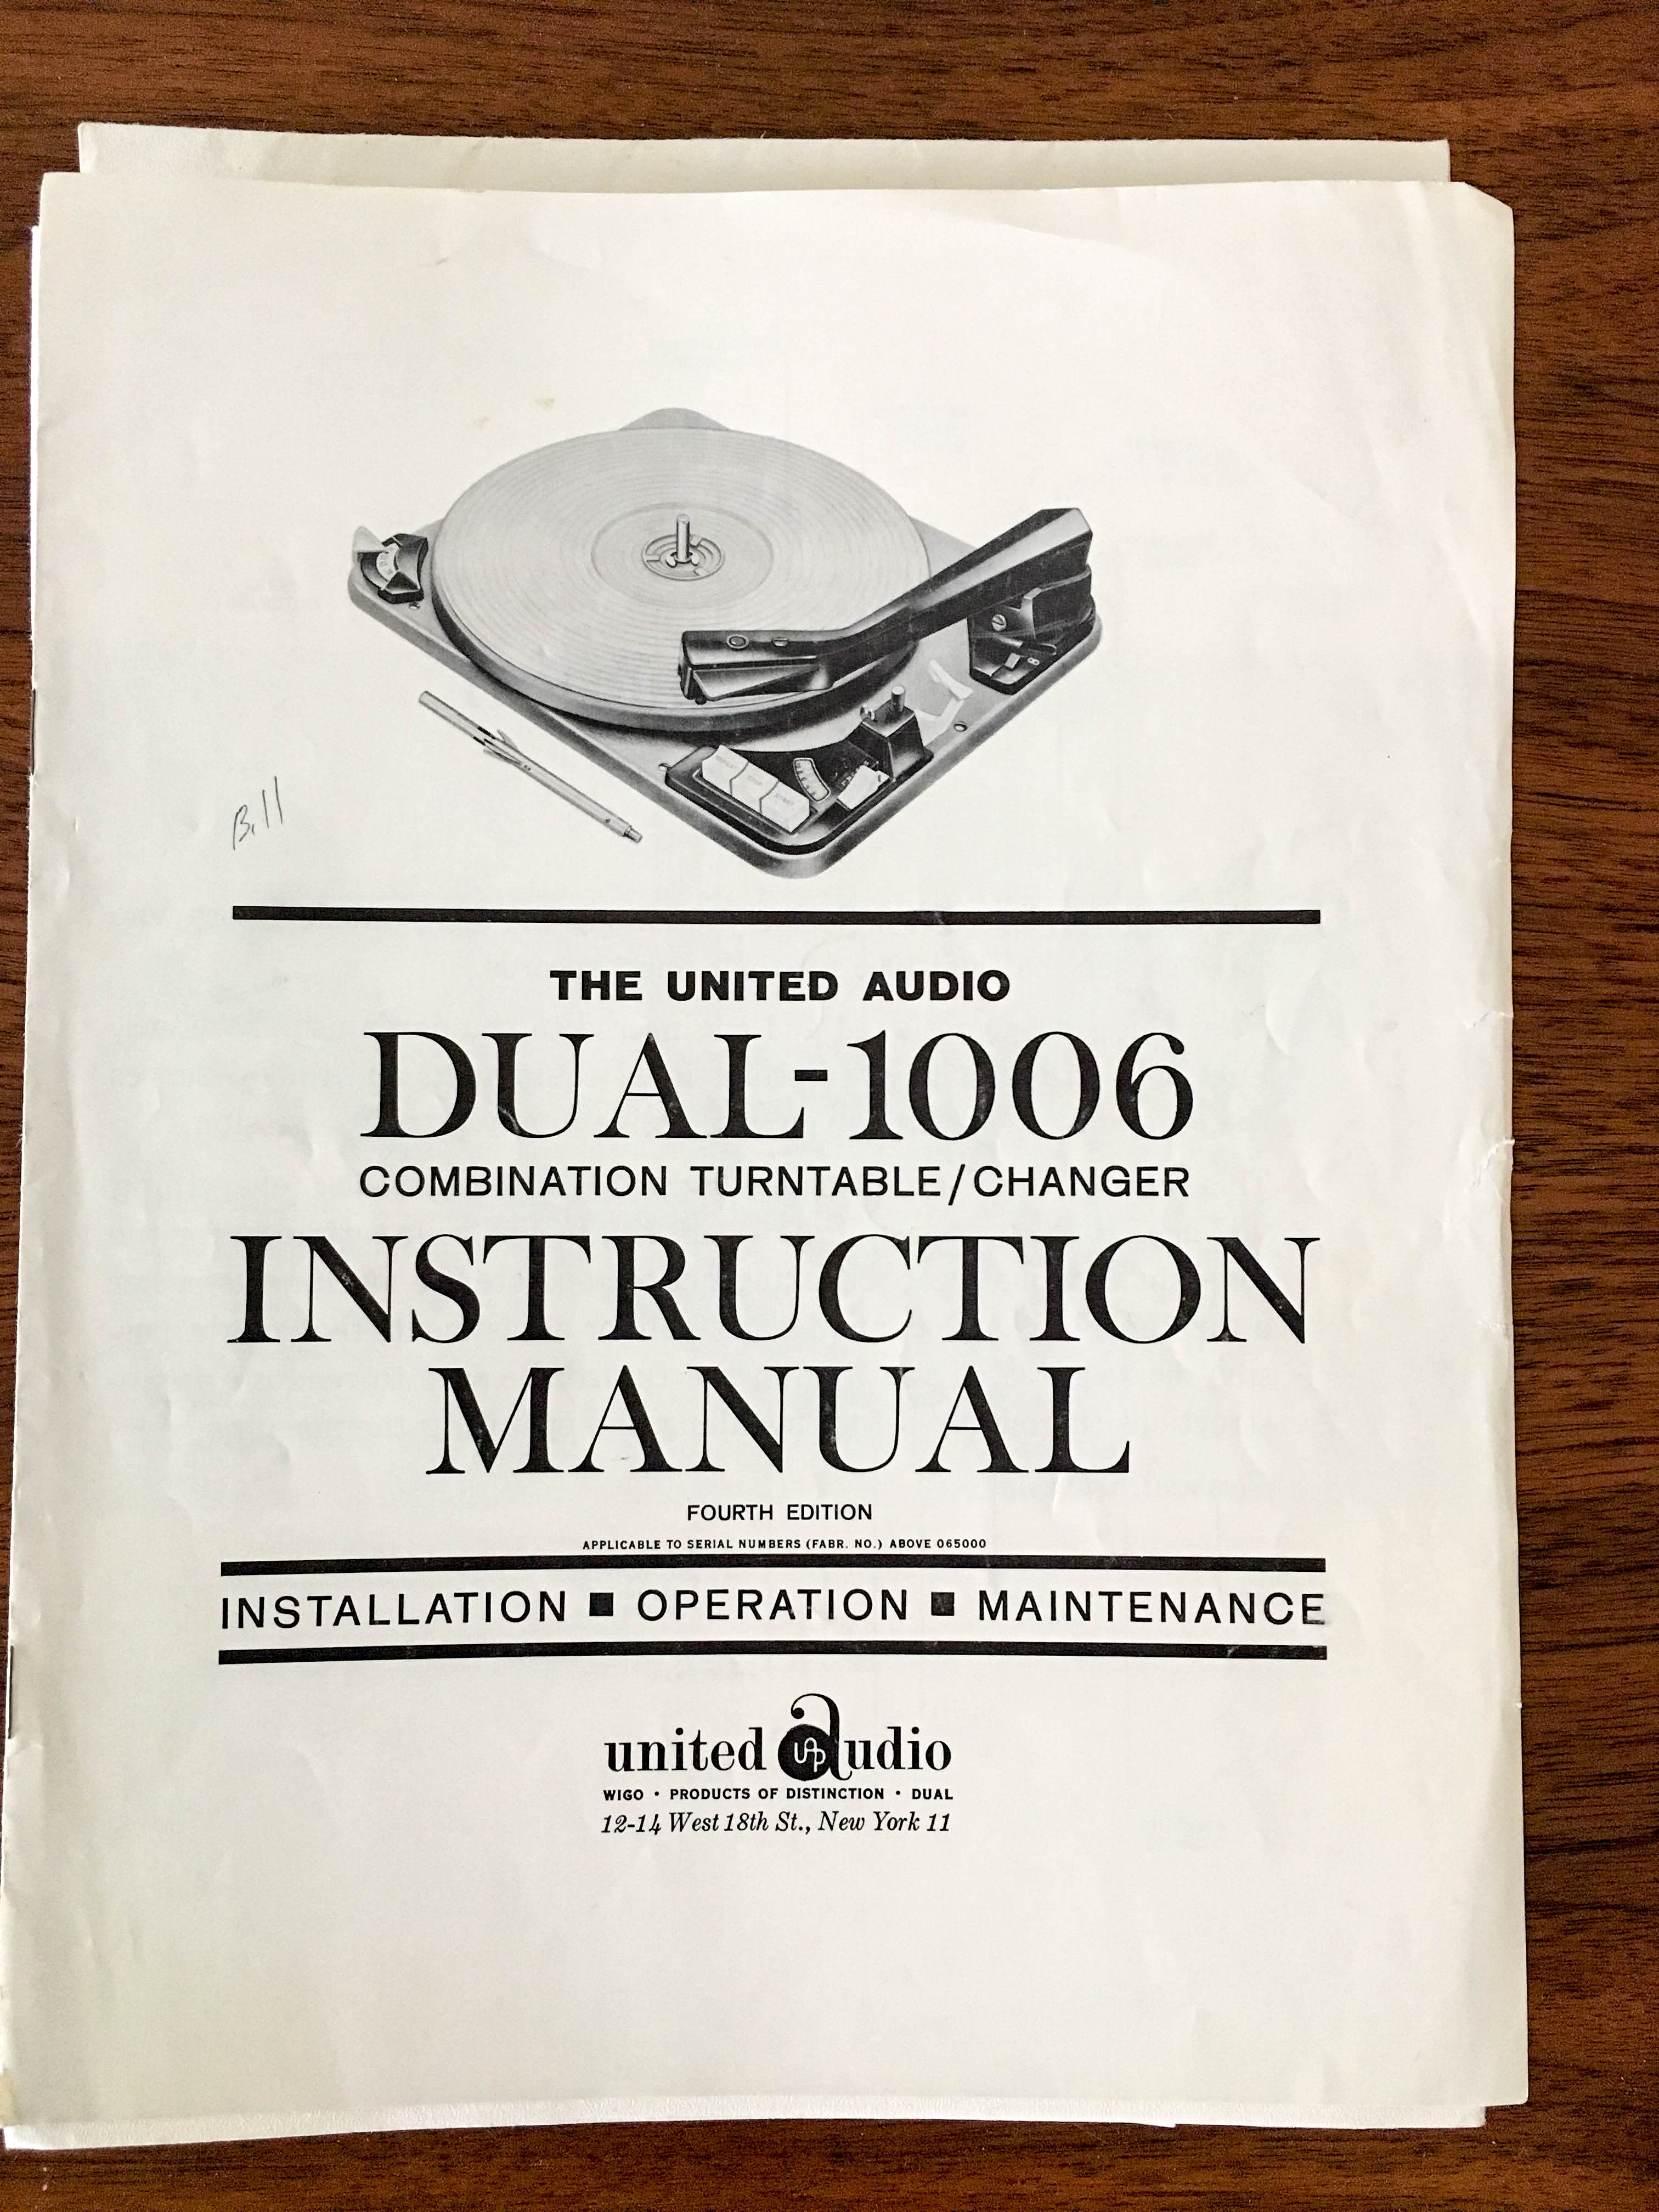 Bill
THE UNITED AUDIO
DUAL-1006
COMBINATION TURNTABLE/CHANGER
INSTRUCTION
MANUAL
FOURTH EDITION
APPLICABLE TO SERIAL NUMBERS (FABR. NO.) ABOVE 065000
INSTALLATION ■ OPERATION ■ MAINTENANCE
united audio
WIGO • PRODUCTS OF DISTINCTION • DUAL
12-14 West 18th St., New York 11